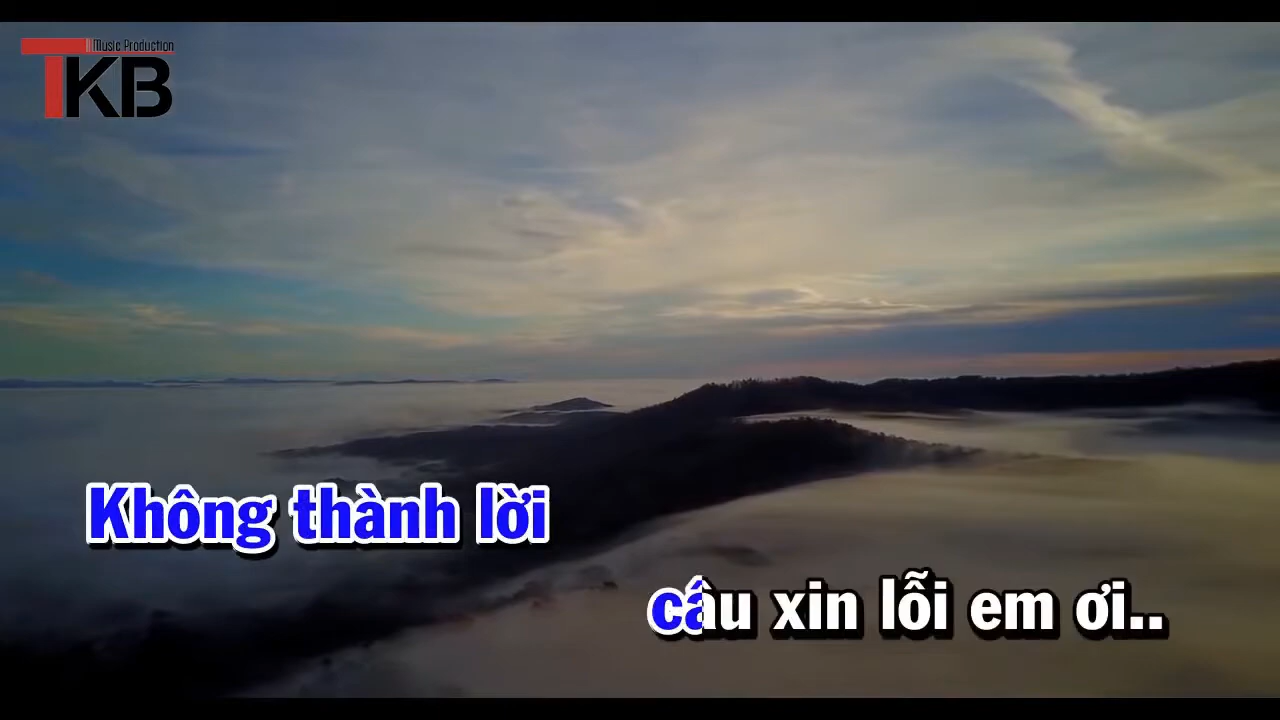 Music Production
TKB
Không thành lời
câu xin lỗi em ơi..